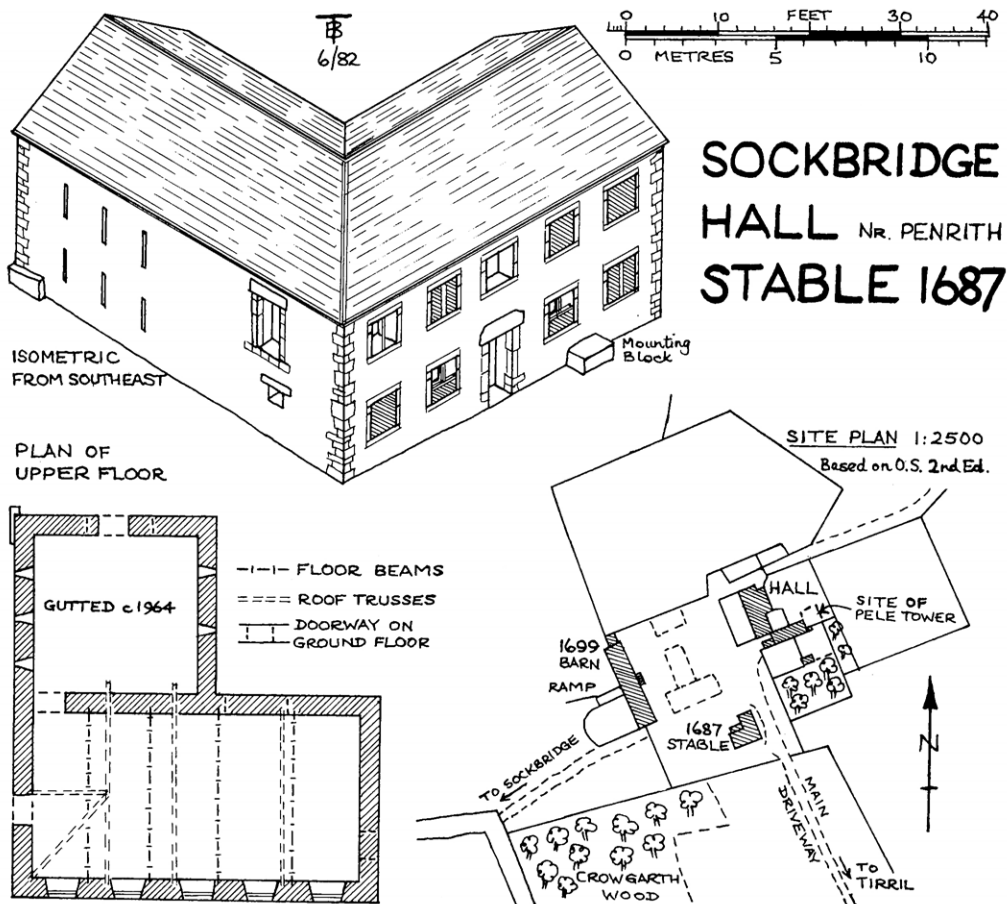 TB
6/82
0 10 FEET 30 40
METRES 5 10
SOCKBRIDGE
HALL NR. PENRITH
STABLE 1687
ISOMETRIC
FROM SOUTHEAST
Mounting
Block
PLAN OF
UPPER FLOOR
SITE PLAN 1:2500
Based on O.S. 2nd Ed.
GUTTED c1964
FLOOR BEAMS
ROOF TRUSSES
DOORWAY ON
GROUND FLOOR
HALL
SITE OF
PELE TOWER
1699
BARN
RAMP
1687
STABLE
N
TO SOCKBRIDGE
MAIN
DRIVEWAY
TO
TIRRIL
CROWGARTH
WOOD